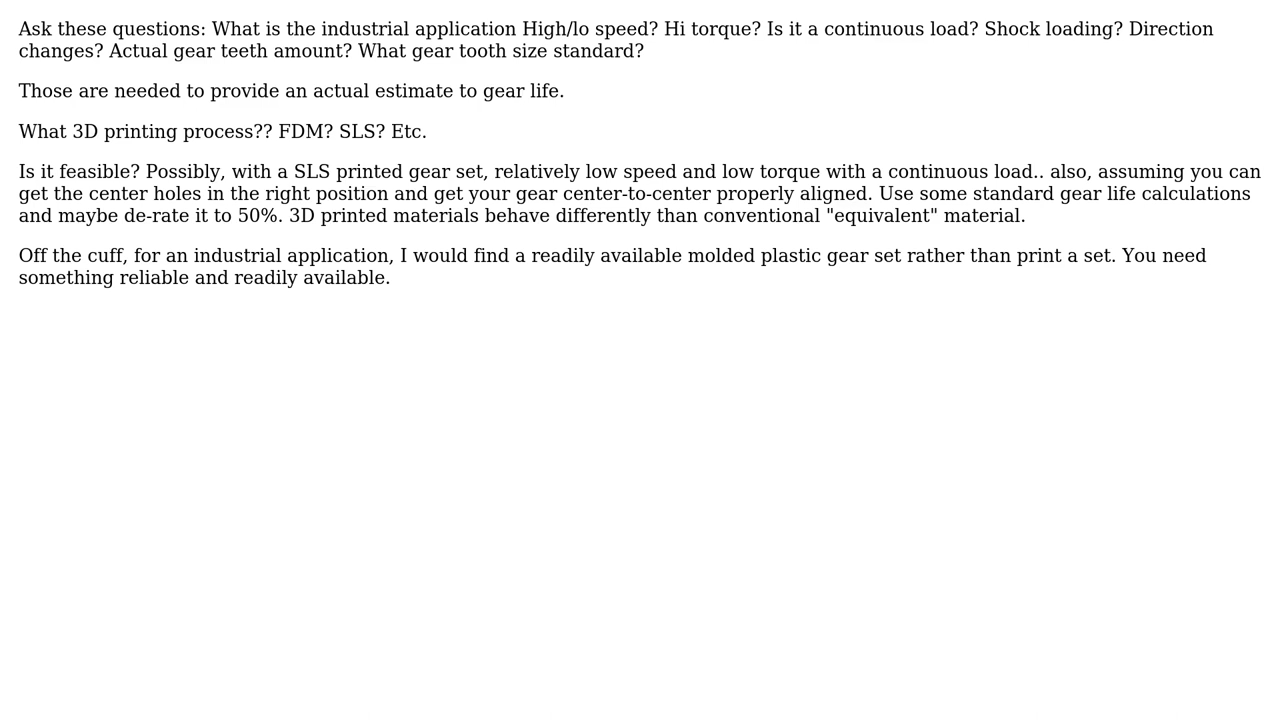 Ask these questions: What is the industrial application High/lo speed? Hi torque? Is it a continuous load? Shock loading? Direction
changes? Actual gear teeth amount? What gear tooth size standard?
Those are needed to provide an actual estimate to gear life.
What 3D printing process?? FDM? SLS? Etc.
Is it feasible? Possibly, with a SLS printed gear set, relatively low speed and low torque with a continuous load.. also, assuming you can
get the center holes in the right position and get your gear center-to-center properly aligned. Use some standard gear life calculations
and maybe de-rate it to 50%. 3D printed materials behave differently than conventional "equivalent" material.
Off the cuff, for an industrial application, I would find a readily available molded plastic gear set rather than print a set. You need
something reliable and readily available.